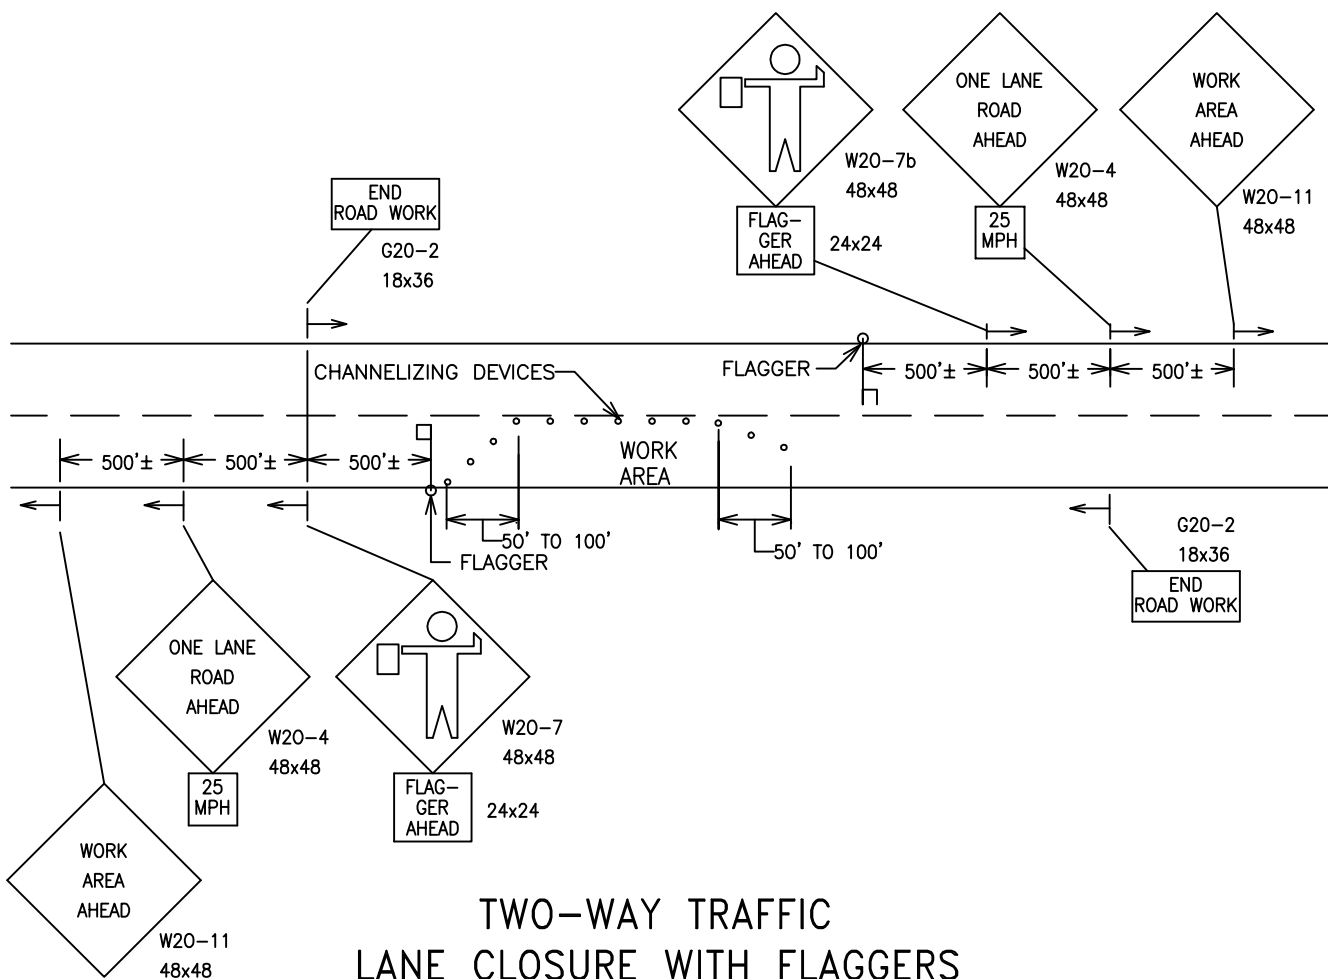 ONE LANE
ROAD
AHEAD
WORK
AREA
AHEAD
W20-7b
48x48
W20-4
48x48
W20-11
48x48
FLAG-
GER
AHEAD
24x24
25
MPH
END
ROAD WORK
G20-2
18x36
CHANNELIZING DEVICES
FLAGGER
500'±
500'±
500'±
500'±
500'±
500'±
WORK
AREA
50' TO 100'
50' TO 100'
FLAGGER
G20-2
18x36
END
ROAD WORK
ONE LANE
ROAD
AHEAD
W20-4
48x48
25
MPH
W20-7
48x48
FLAG-
GER
AHEAD
24x24
WORK
AREA
AHEAD
W20-11
48x48
TWO-WAY TRAFFIC
LANE CLOSURE WITH FLAGGERS